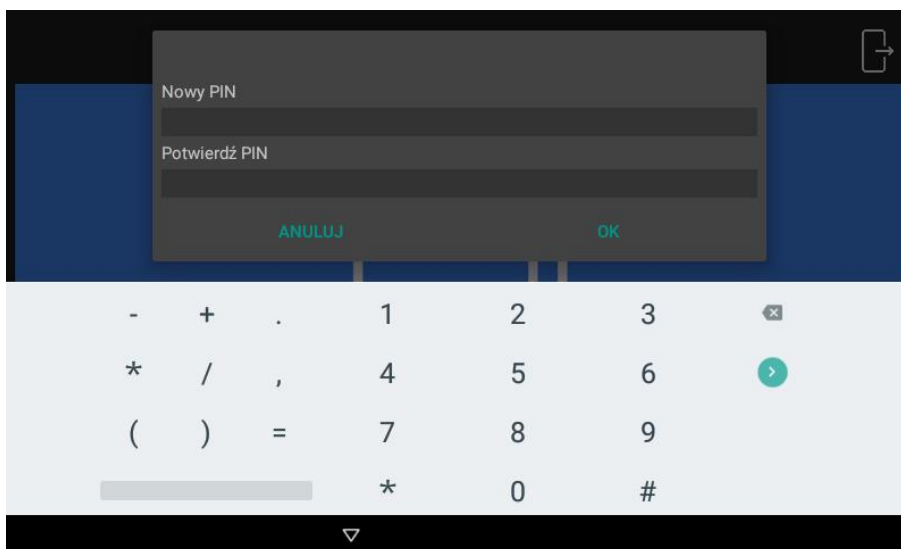 Nowy PIN
Potwierdź PIN
ANULUJ OK
- + . 1 2 3
* / , 4 5 6
( ) = 7 8 9
* 0 #